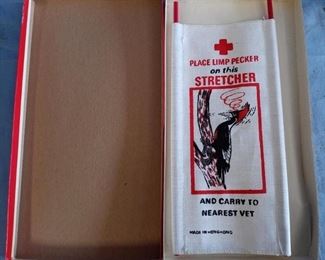 PLACE LIMP PECKER
on this
STRETCHER
AND CARRY TO
NEAREST VET
MADE IN HONG KONG